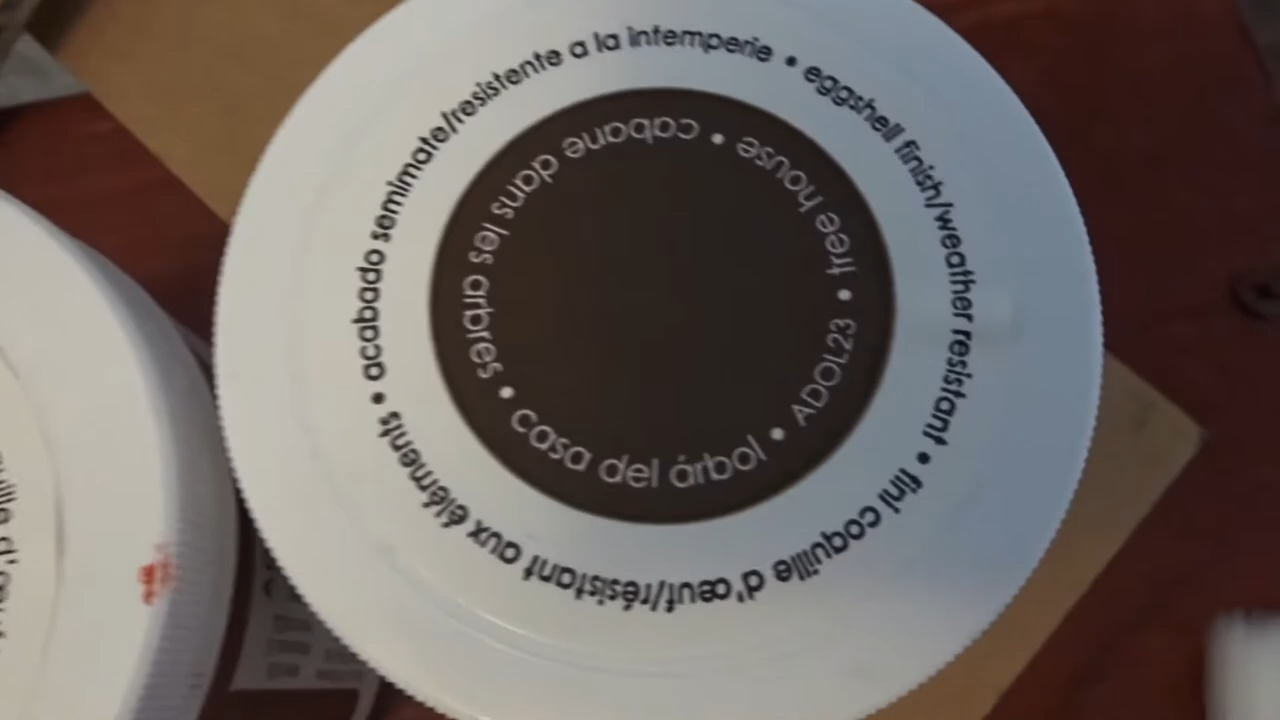 acabado semimate/resistente a la intemperie • eggshell finish/weather resistant • fini coquille d'œuf/résistant aux éléments •
cabane dans les arbres • casa del árbol • ADOL23 • tree house •